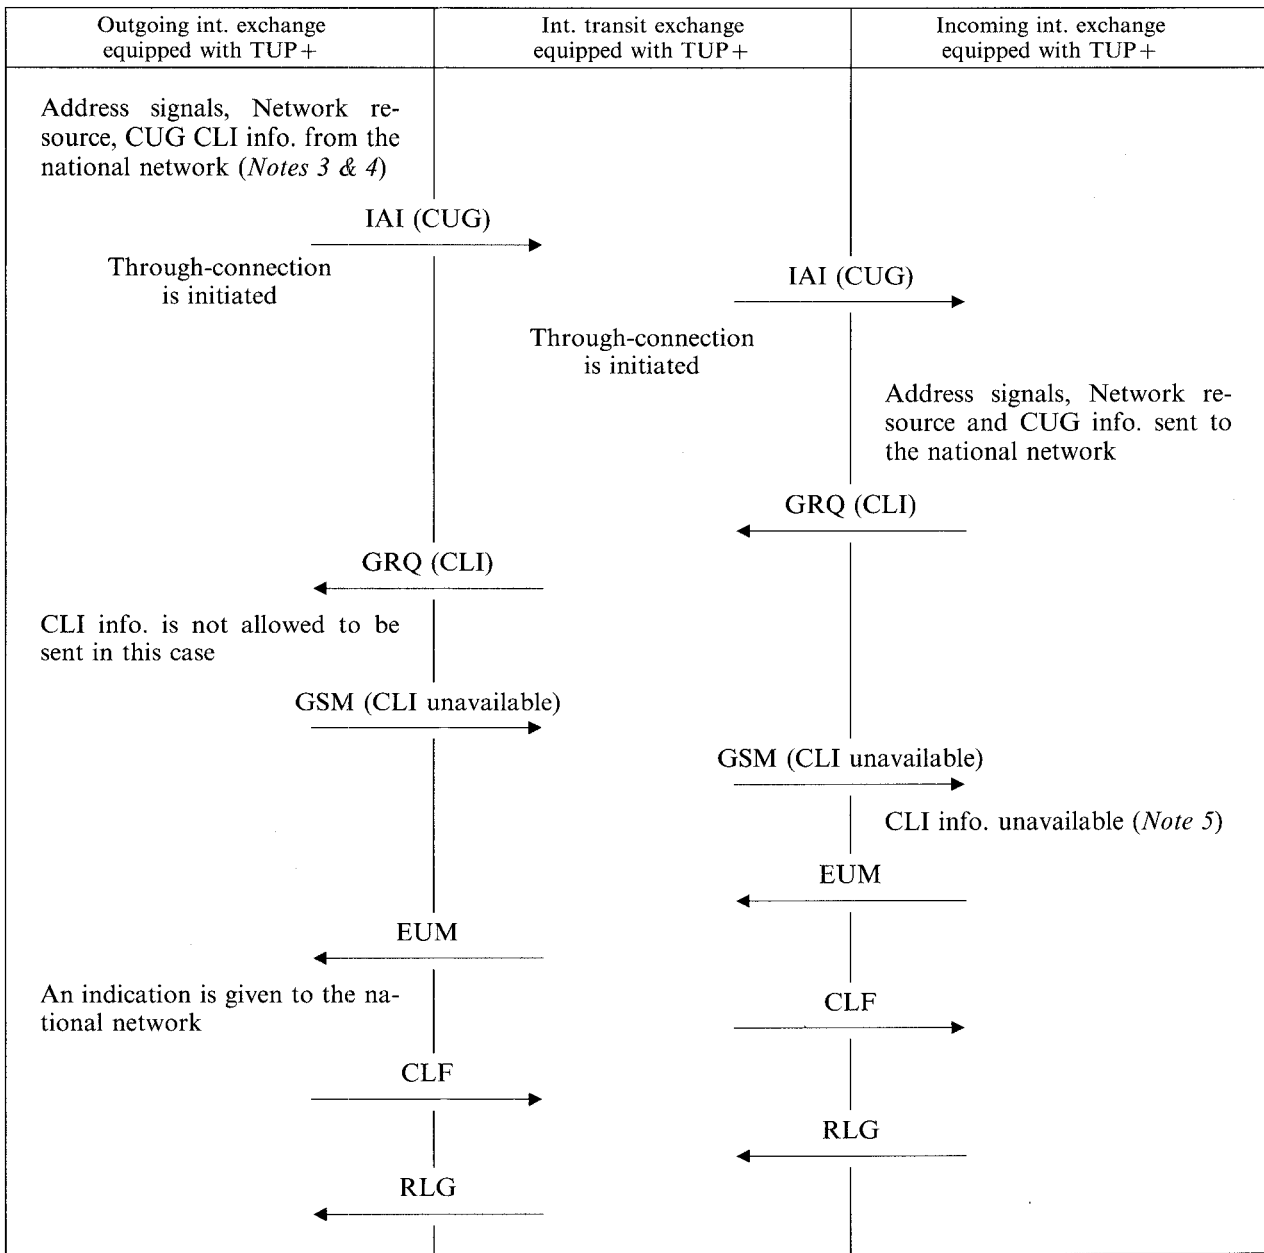 Outgoing int. exchange
equipped with TUP+
Int. transit exchange
equipped with TUP+
Incoming int. exchange
equipped with TUP+
Address signals, Network re-
source, CUG CLI info. from the
national network (Notes 3 & 4)
IAI (CUG)
Through-connection
is initiated
IAI (CUG)
Through-connection
is initiated
Address signals, Network re-
source and CUG info. sent to
the national network
GRQ (CLI)
GRQ (CLI)
CLI info. is not allowed to be
sent in this case
GSM (CLI unavailable)
GSM (CLI unavailable)
CLI info. unavailable (Note 5)
EUM
EUM
An indication is given to the na-
tional network
CLF
CLF
RLG
RLG